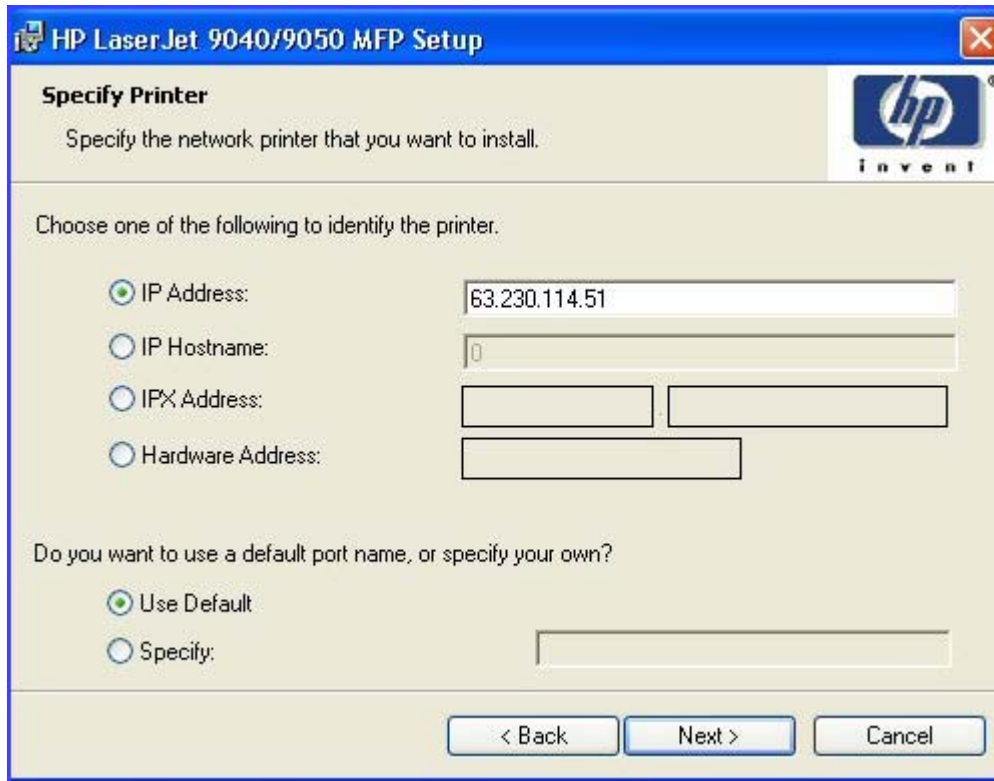 HP LaserJet 9040/9050 MFP Setup
Specify Printer
Specify the network printer that you want to install.
hp
®
invent
Choose one of the following to identify the printer.
IP Address: 63.230.114.51
IP Hostname: 0
IPX Address: .
Hardware Address:
Do you want to use a default port name, or specify your own?
Use Default
Specify:
< Back Next > Cancel